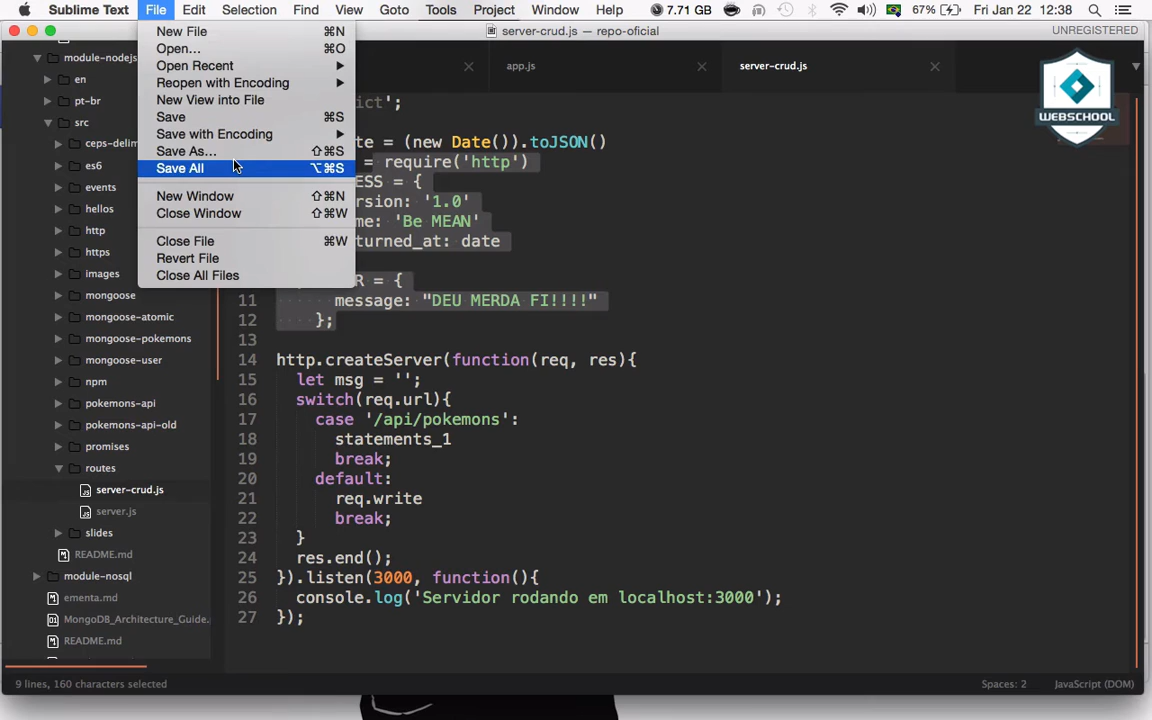 Sublime Text File Edit Selection Find View Goto Tools Project Window Help 7.71 GB 67% Fri Jan 22 12:38
server-crud.js — repo-oficial UNREGISTERED
app.js server-crud.js
WEBSCHOOL
New File ⌘N
Open... ⌘O
Open Recent
Reopen with Encoding
New View into File
Save ⌘S
Save with Encoding
Save As... ⇧⌘S
Save All ⌥⌘S
New Window ⇧⌘N
Close Window ⇧⌘W
Close File ⌘W
Revert File
Close All Files
module-nodejs
en
pt-br
src
ceps-delim
es6
events
hellos
http
https
images
mongoose
mongoose-atomic
mongoose-pokemons
mongoose-user
npm
pokemons-api
pokemons-api-old
promises
routes
server-crud.js
server.js
slides
README.md
module-nosql
ementa.md
MongoDB_Architecture_Guide.
README.md
ict';
te = (new Date()).toJSON()
= require('http')
ESS = {
rsion: '1.0'
me: 'Be MEAN'
turned_at: date
R = {
11 message: "DEU MERDA FI!!!!"
12 };
13
14 http.createServer(function(req, res){
15 let msg = '';
16 switch(req.url){
17 case '/api/pokemons':
18 statements_1
19 break;
20 default:
21 req.write
22 break;
23 }
24 res.end();
25 }).listen(3000, function(){
26 console.log('Servidor rodando em localhost:3000');
27 });
9 lines, 160 characters selected Spaces: 2 JavaScript (DOM)